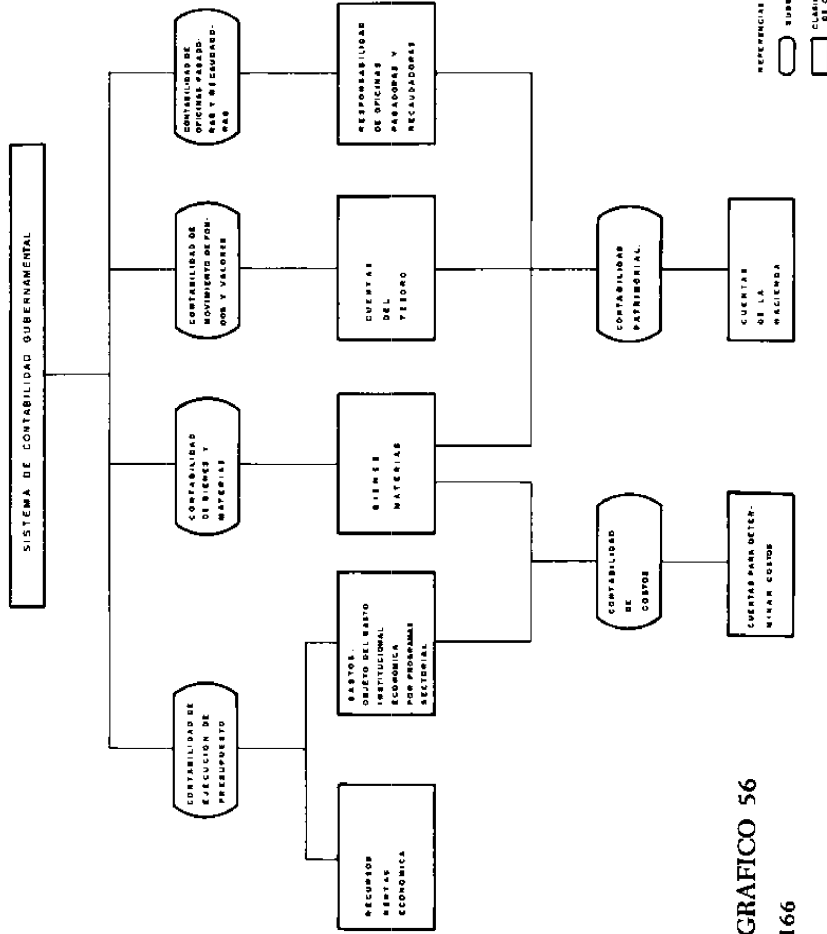 SISTEMA DE CONTABILIDAD GUBERNAMENTAL
CONTABILIDAD DE
EJECUCION DE
PRESUPUESTO
CONTABILIDAD
DE BIENES Y
MATERIAS
CONTABILIDAD DE
MOVIMIENTO DE FON-
DOS Y VALORES
CONTABILIDAD DE
OFICINAS PAGADO-
RAS Y RECAUDADO-
RAS
RECURSOS
RENTAS
ECONOMICA
GASTOS.
OBJETO DEL GASTO
INSTITUCIONAL
ECONOMICA
POR PROGRAMAS
SECTORIAL
BIENES
MATERIAS
CUENTAS
DEL
TESORO
RESPONSABILIDAD
DE OFICINAS
PAGADORAS Y
RECAUDADORAS
CONTABILIDAD
DE
COSTOS
CONTABILIDAD
PATRIMONIAL.
CUENTAS PARA DETER-
MINAR COSTOS
CUENTAS
DE LA
HACIENDA
REFERENCIAS
GRAFICO 56
166